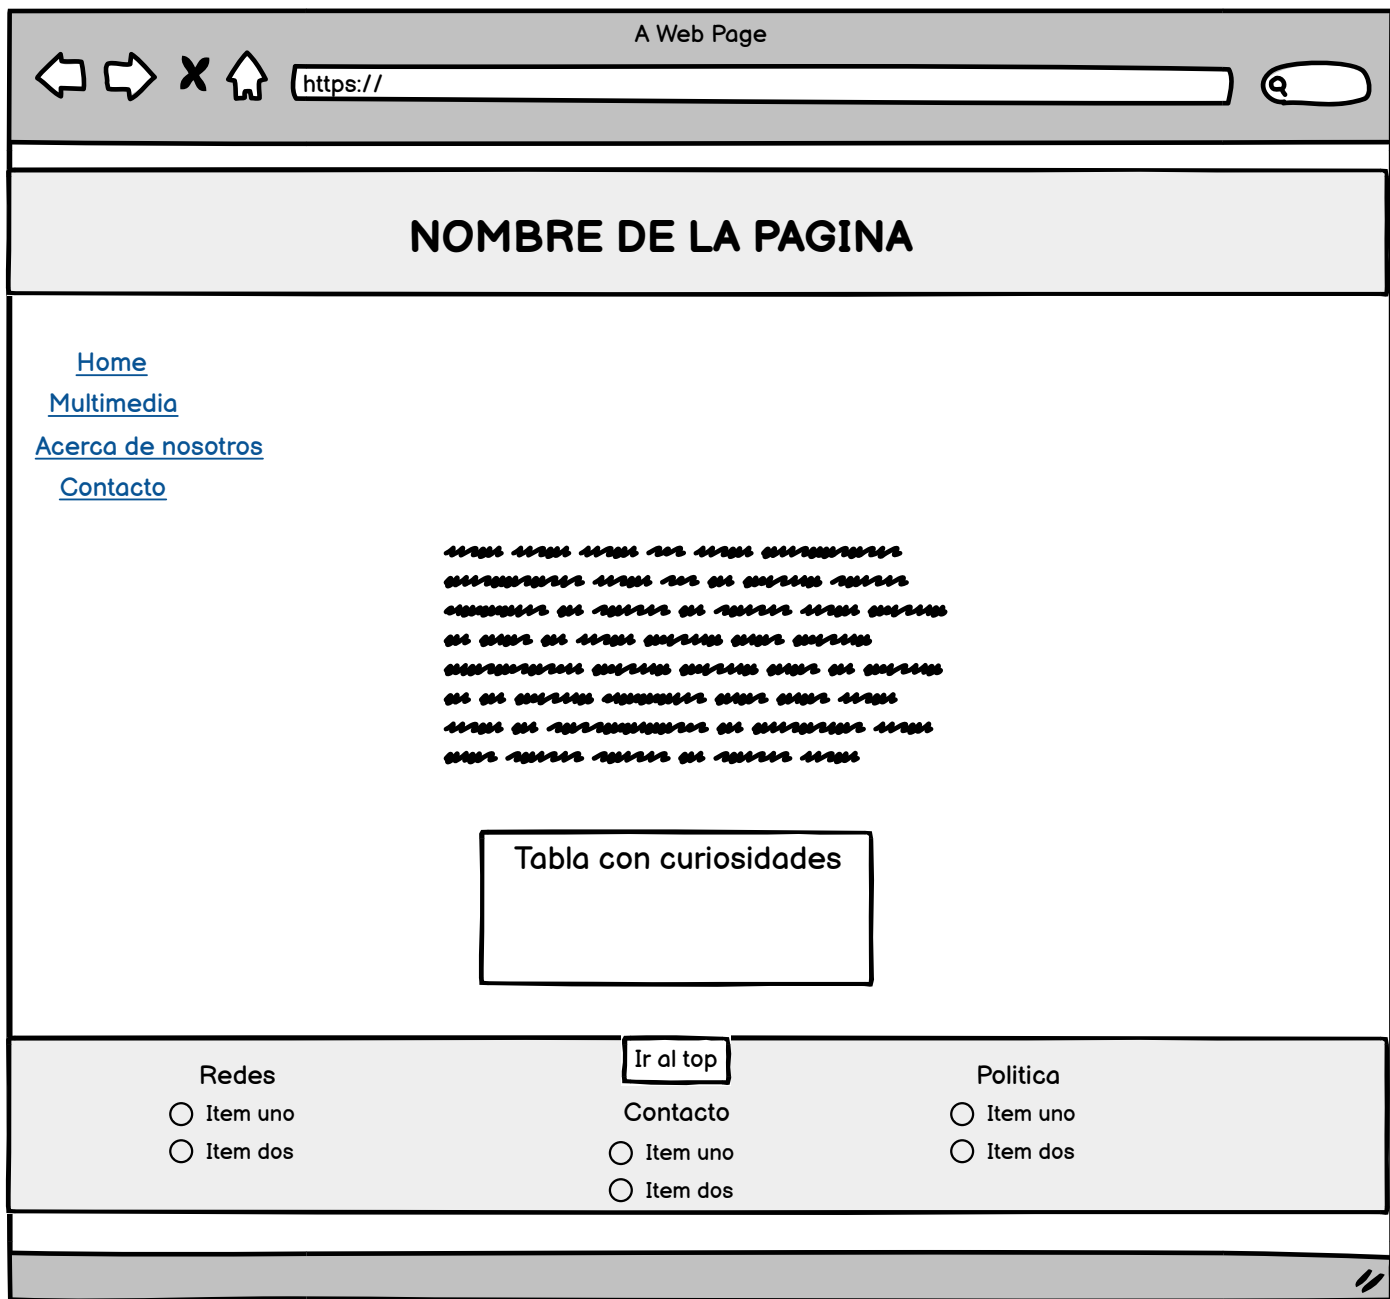 A Web Page
https://
NOMBRE DE LA PAGINA
Home
Multimedia
Acerca de nosotros
Contacto
Tabla con curiosidades
Ir al top
Redes
Item uno
Item dos
Contacto
Item uno
Item dos
Politica
Item uno
Item dos